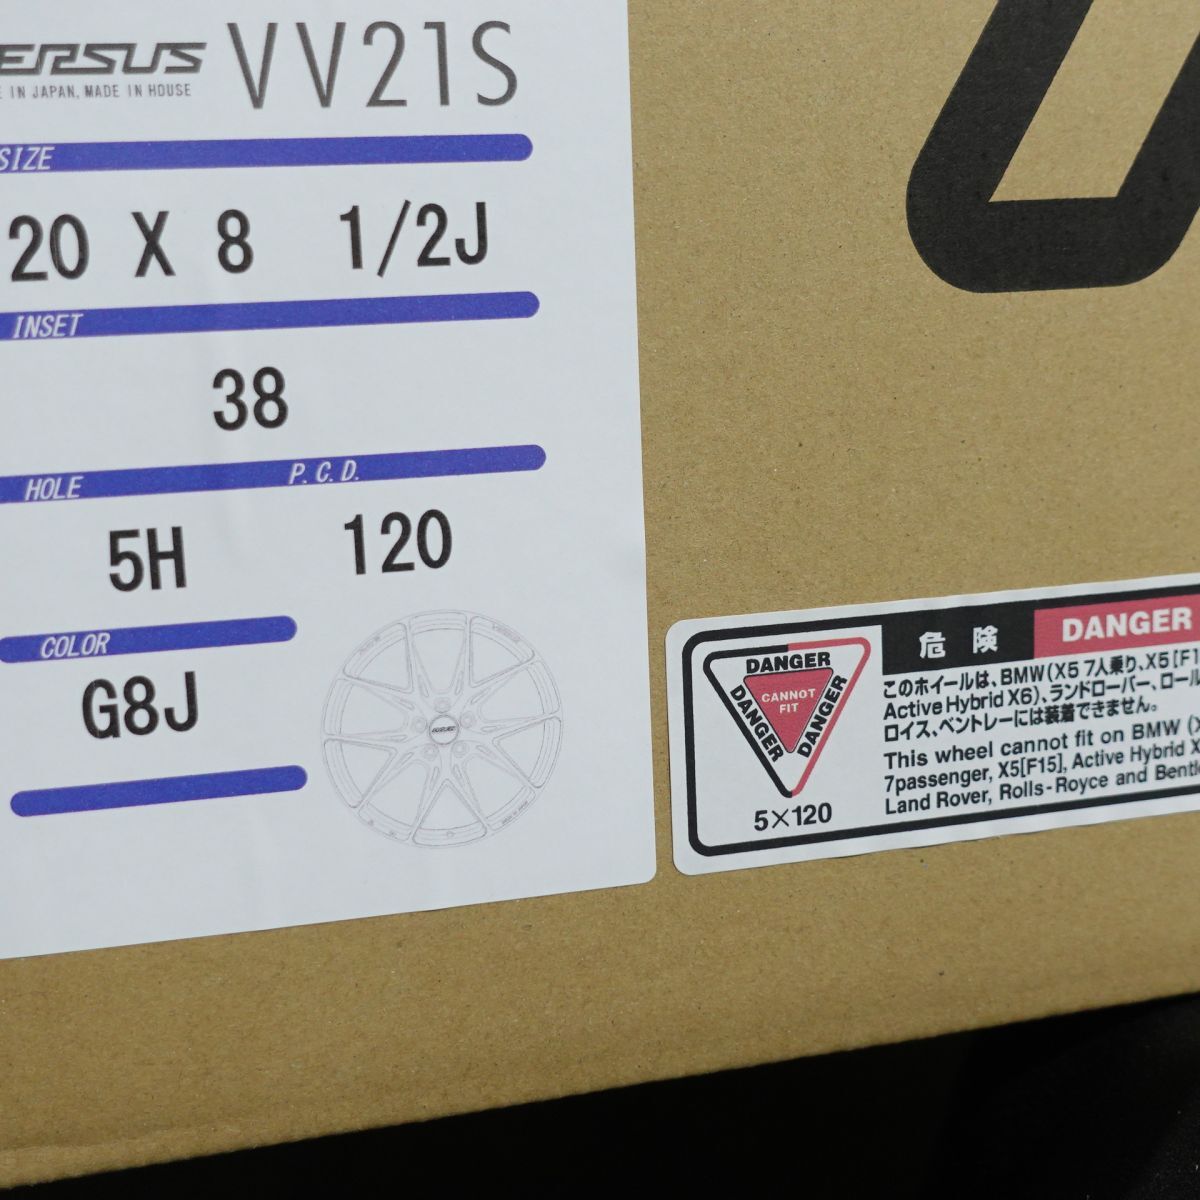 VV21S
IN JAPAN, MADE IN HOUSE
SIZE
20 X 8 1/2J
INSET
38
HOLE P.C.D.
5H 120
COLOR
G8J
DANGER
DANGER
DANGER
CANNOT
FIT
5×120
危険 DANGER
このホイールは、BMW(X5 7人乗り、X5[F1
Active Hybrid X6)、ランドローバー、ロール
ロイス、ベントレーには装着できません。
This wheel cannot fit on BMW
7passenger, X5[F15], Active Hybrid X
Land Rover, Rolls-Royce and